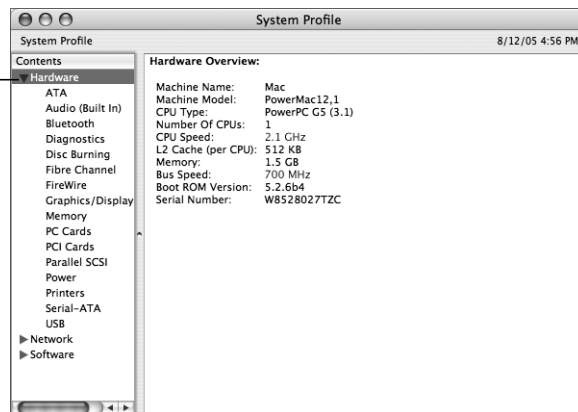 System Profile
System Profile 8/12/05 4:56 PM
Contents
Hardware
ATA
Audio (Built In)
Bluetooth
Diagnostics
Disc Burning
Fibre Channel
FireWire
Graphics/Display
Memory
PC Cards
PCI Cards
Parallel SCSI
Power
Printers
Serial-ATA
USB
Network
Software
Hardware Overview:
Machine Name: Mac
Machine Model: PowerMac12,1
CPU Type: PowerPC G5 (3.1)
Number Of CPUs: 1
CPU Speed: 2.1 GHz
L2 Cache (per CPU): 512 KB
Memory: 1.5 GB
Bus Speed: 700 MHz
Boot ROM Version: 5.2.6b4
Serial Number: W8528027TZC